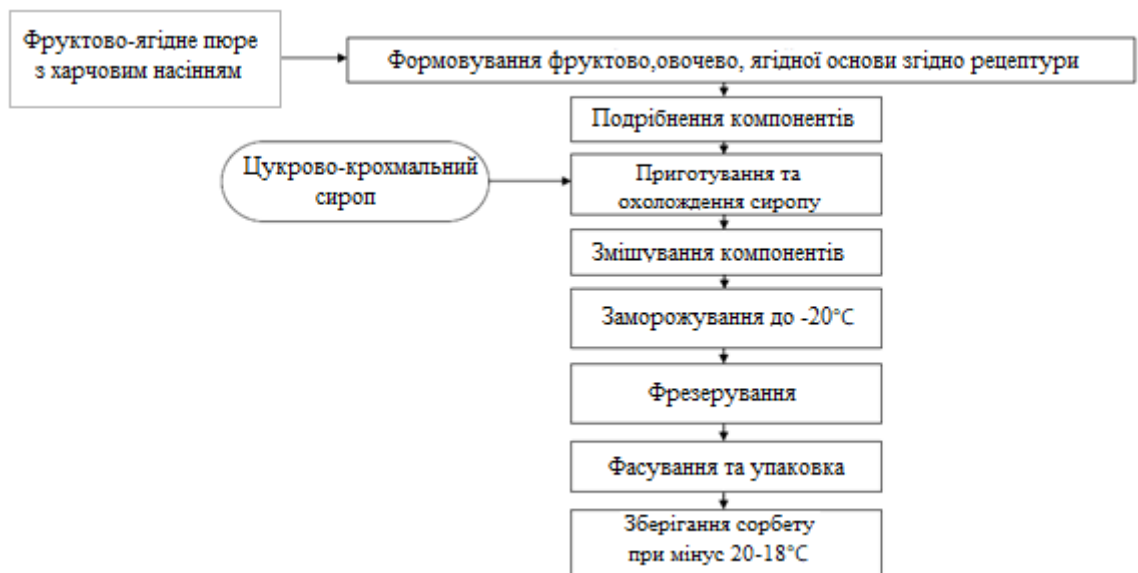 Фруктово-ягідне пюре
з харчовим насінням
Формовування фруктово,овочево, ягідної основи згідно рецептури
Подрібнення компонентів
Цукрово-крохмальний
сироп
Приготування та
охолождення сиропу
Змішування компонентів
Заморожування до -20°С
Фрезерування
Фасування та упаковка
Зберігання сорбету
при мінус 20-18°С